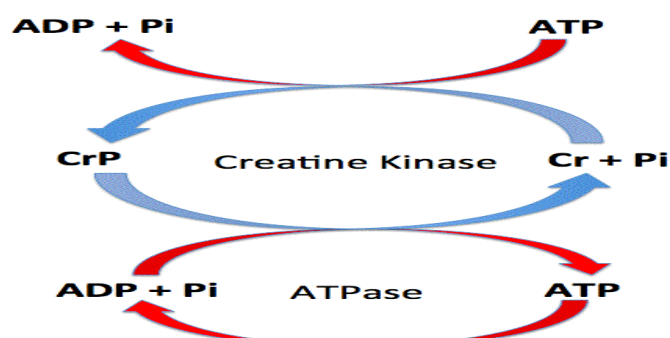 ADP + Pi ATP
CrP Creatine Kinase Cr + Pi
ADP + Pi ATPase ATP